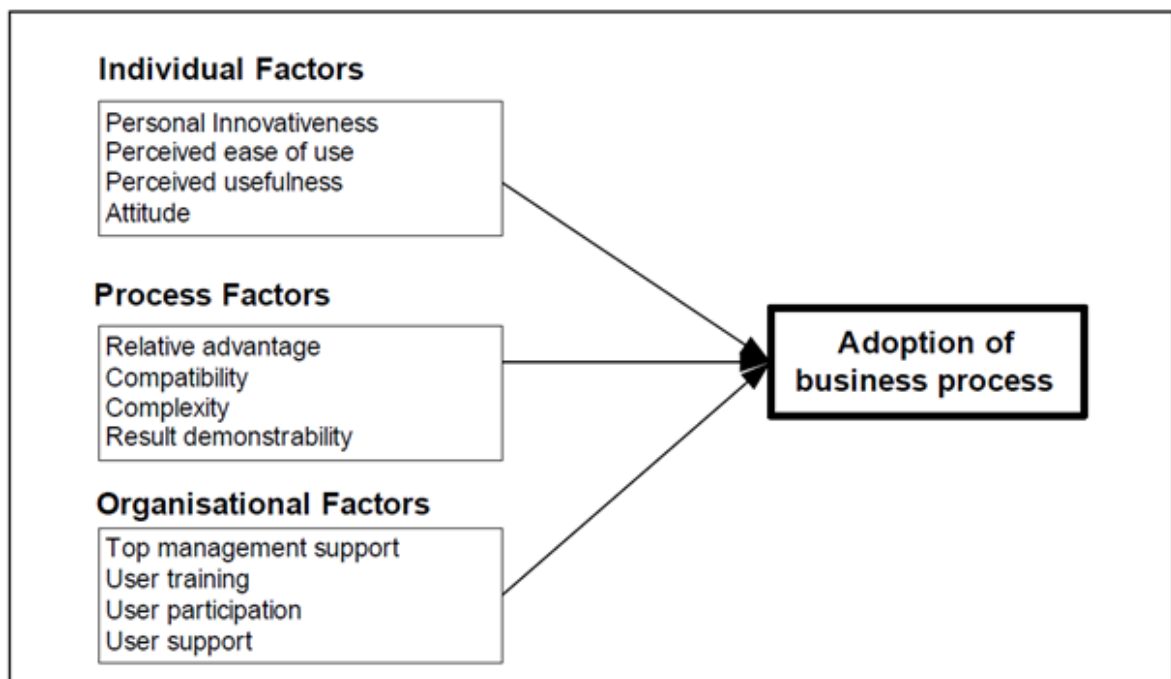 Individual Factors
Personal Innovativeness
Perceived ease of use
Perceived usefulness
Attitude
Process Factors
Relative advantage
Compatibility
Complexity
Result demonstrability
Organisational Factors
Top management support
User training
User participation
User support
Adoption of
business process